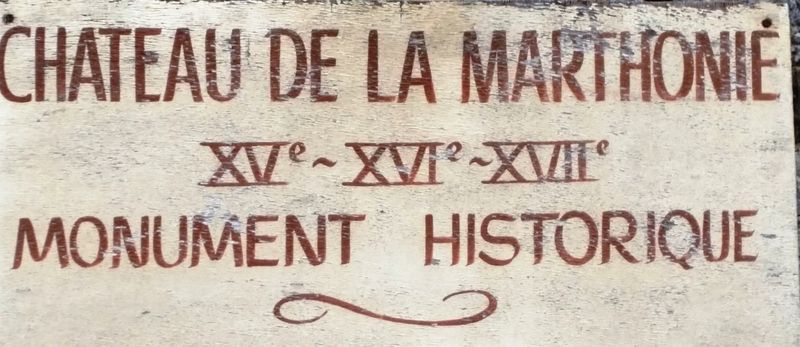 CHATEAU DE LA MARTHONIE
XVe ~ XVIe ~ XVIIe
MONUMENT HISTORIQUE